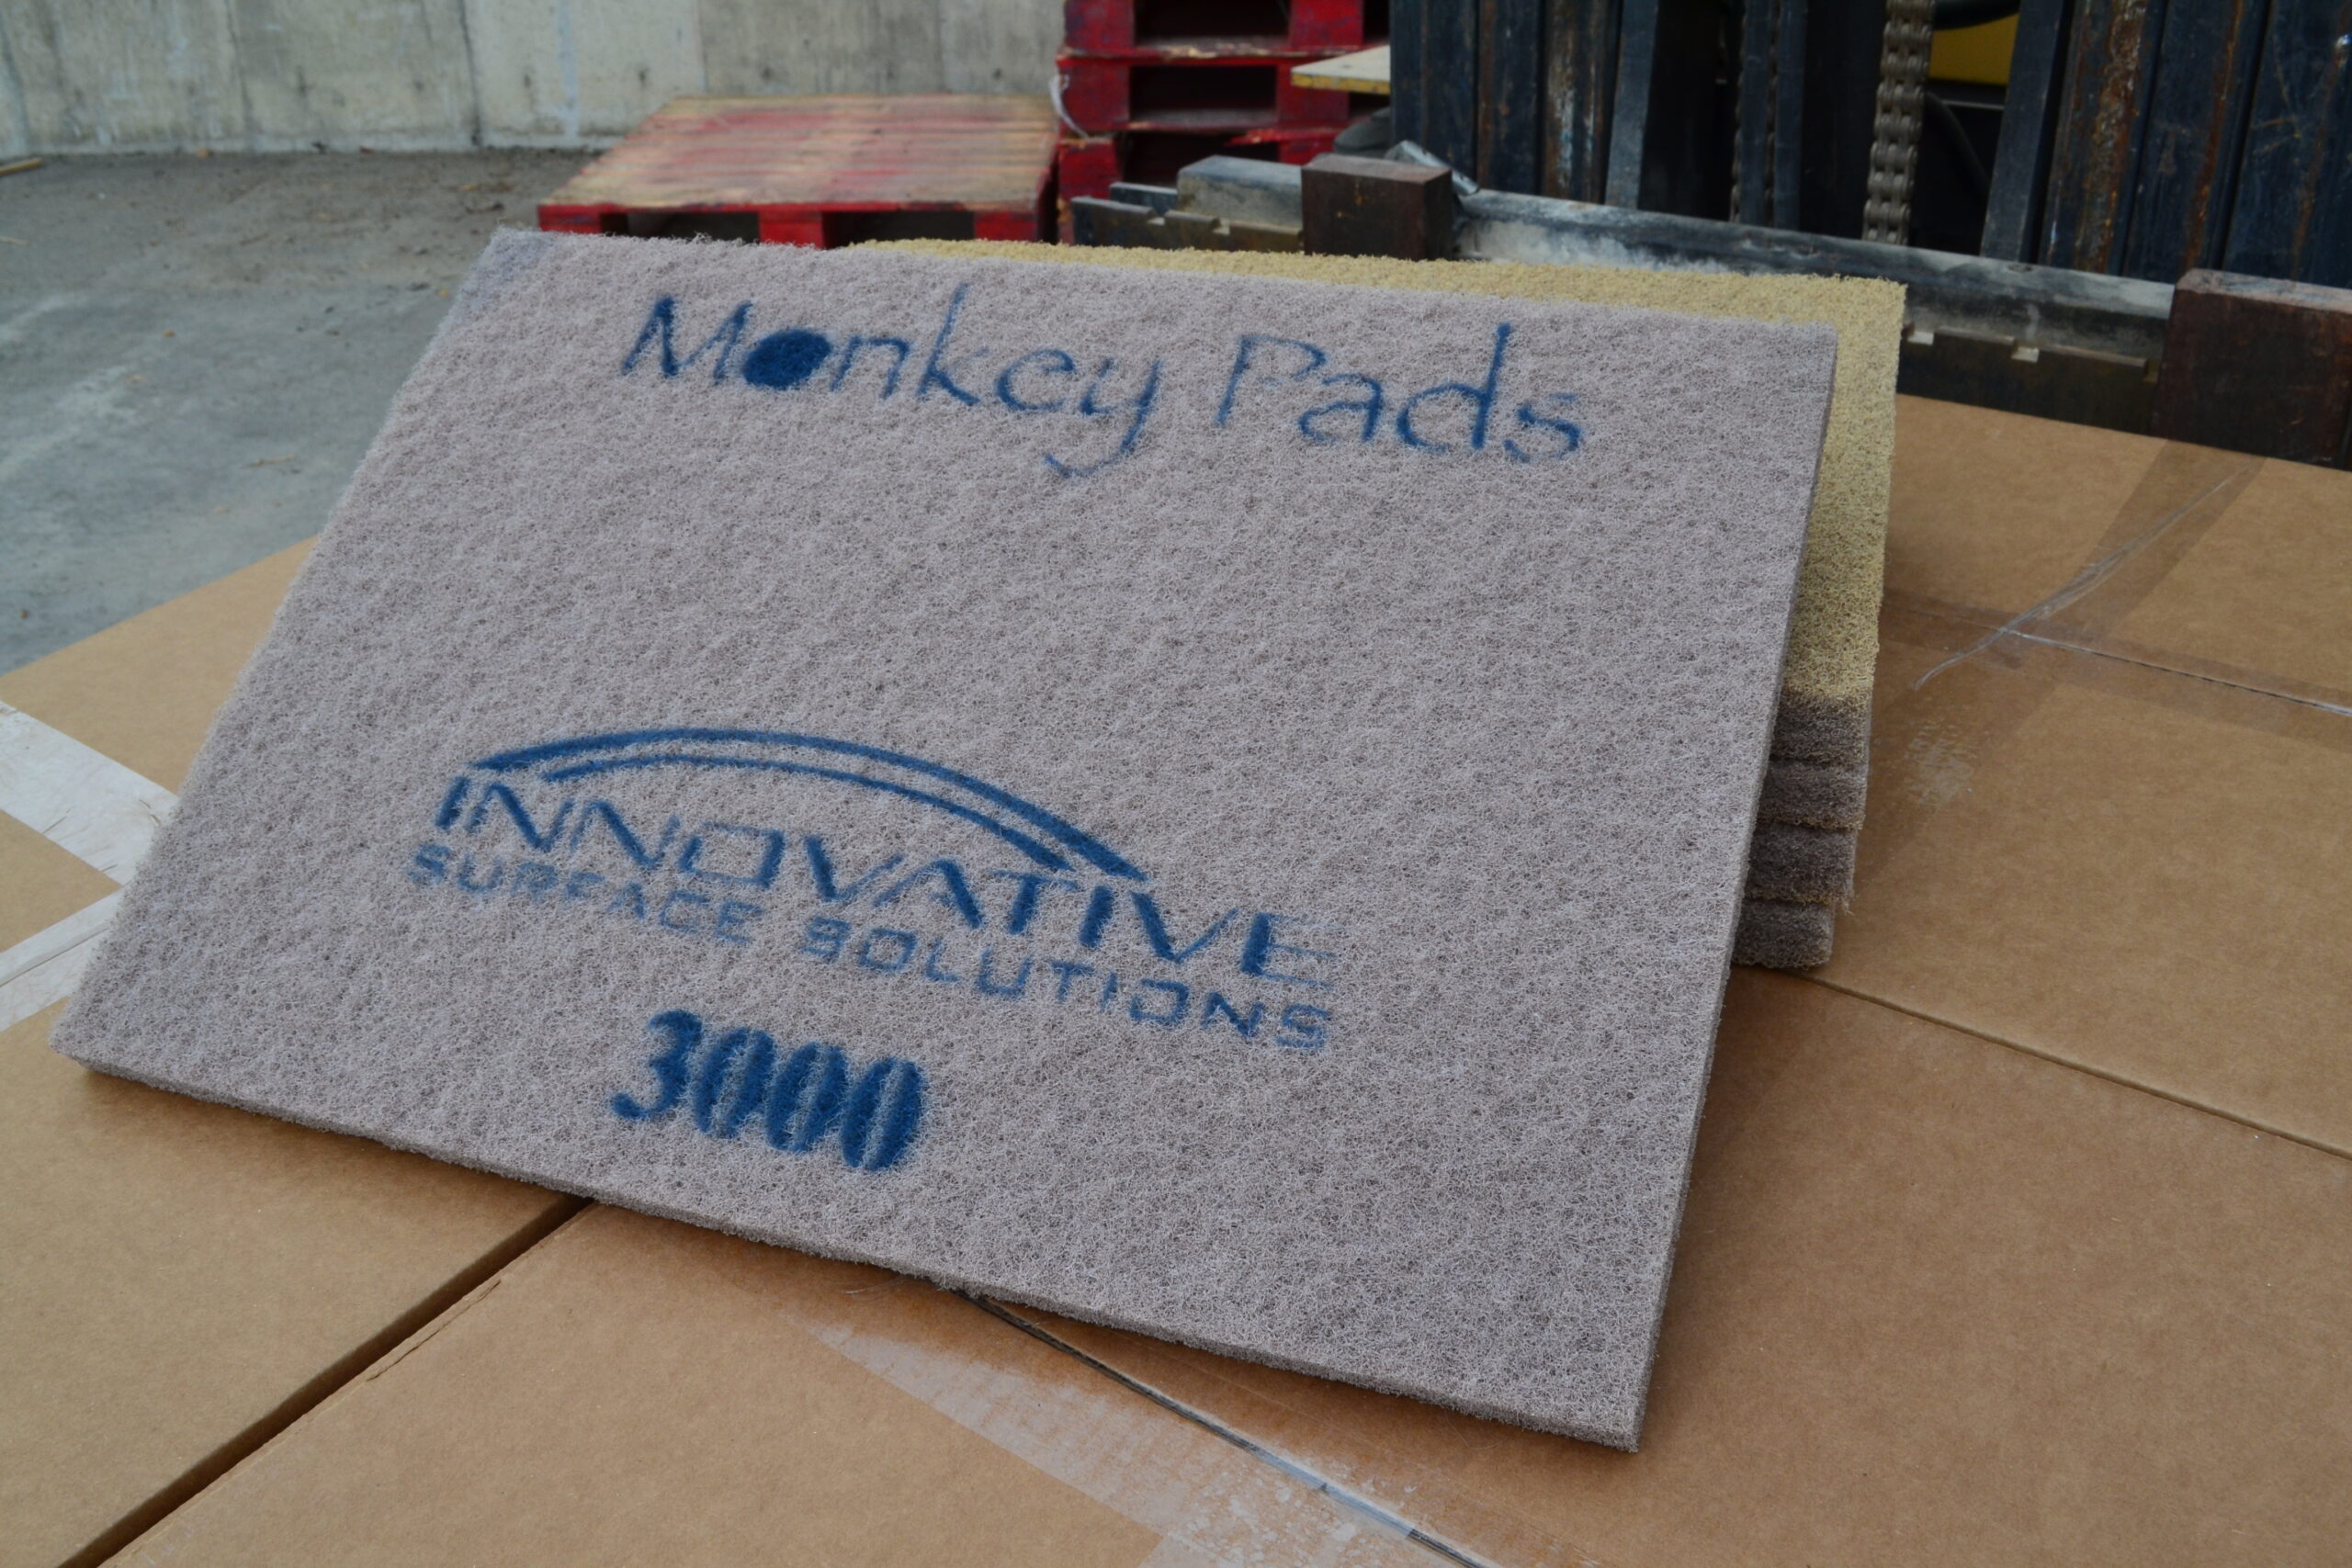 Monkey Pads
INNOVATIVE
SURFACE SOLUTIONS
3000